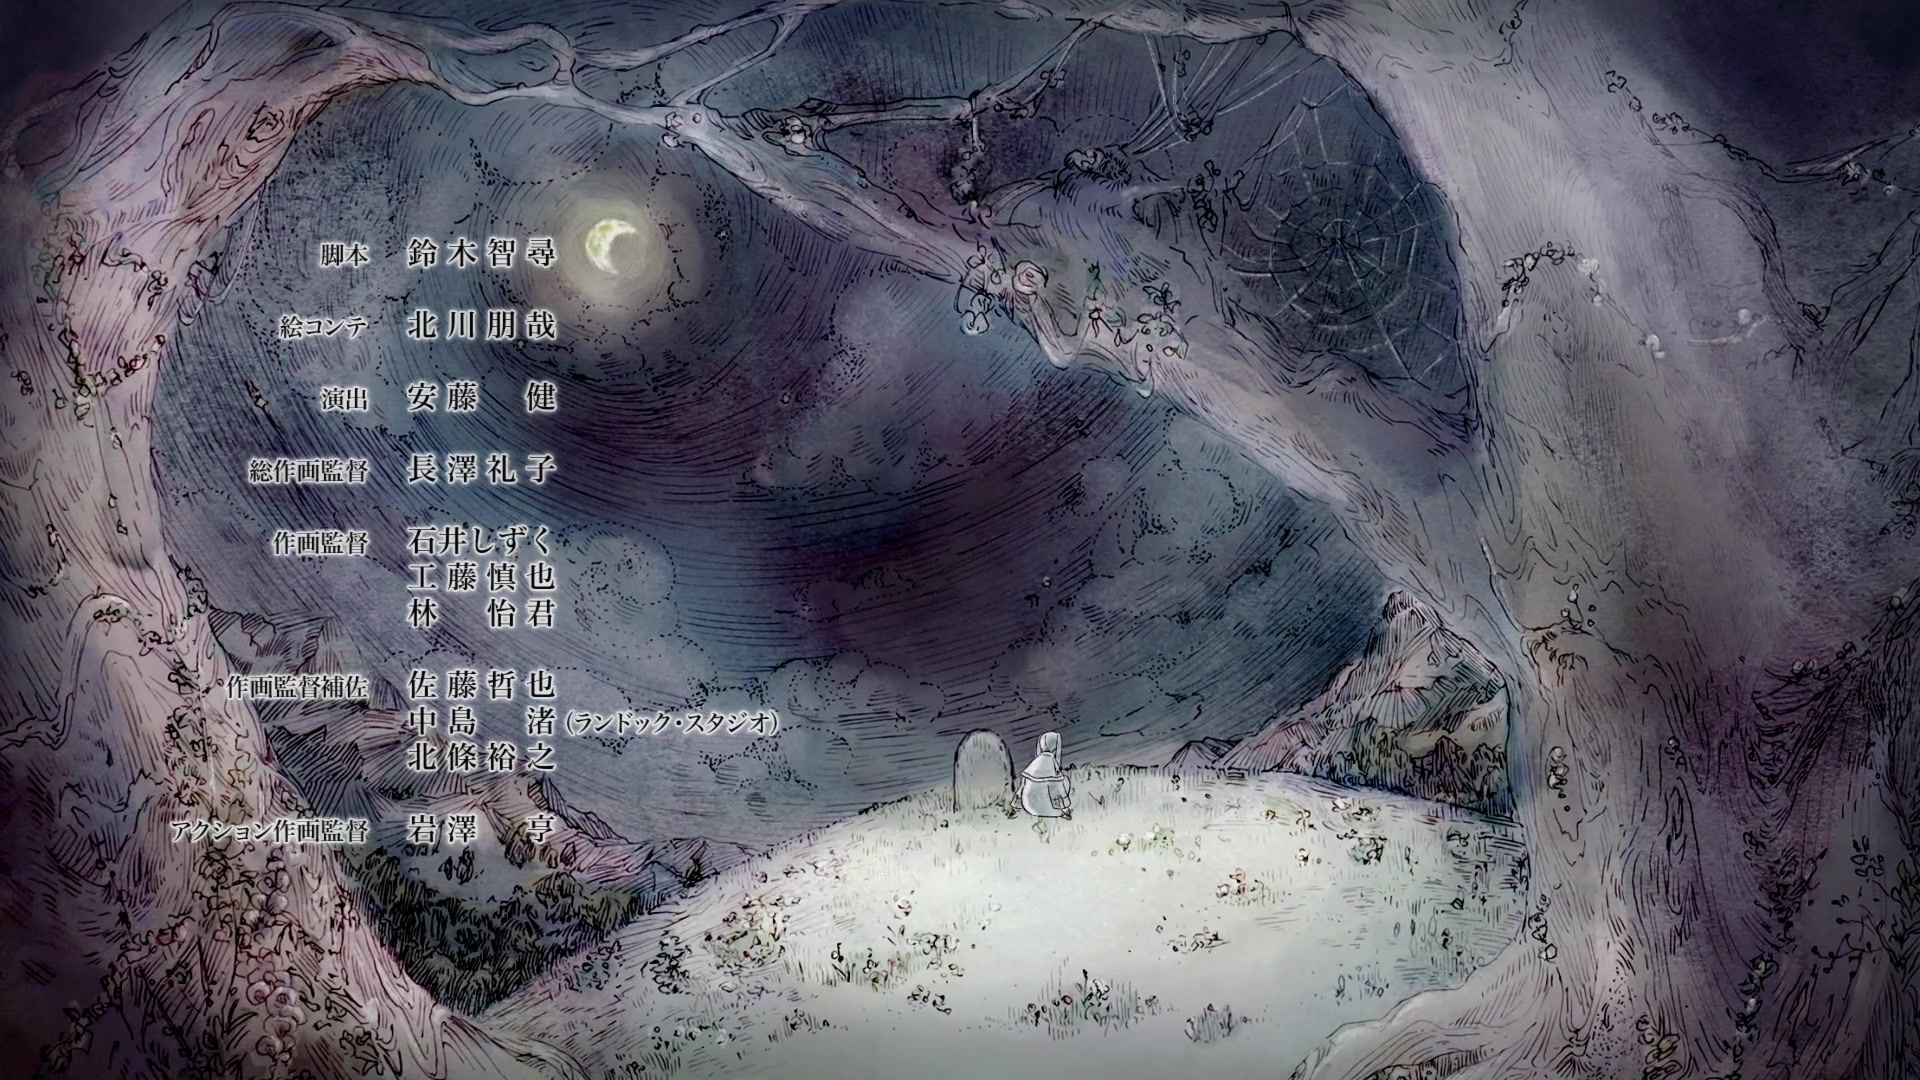 脚本 鈴木智尋
絵コンテ 北川朋哉
演出 安藤 健
総作画監督 長澤礼子
作画監督 石井しずく
工藤慎也
林 怡君
作画監督補佐 佐藤哲也
中島 渚(ランドック・スタジオ)
北條裕之
アクション作画監督 岩澤 亨